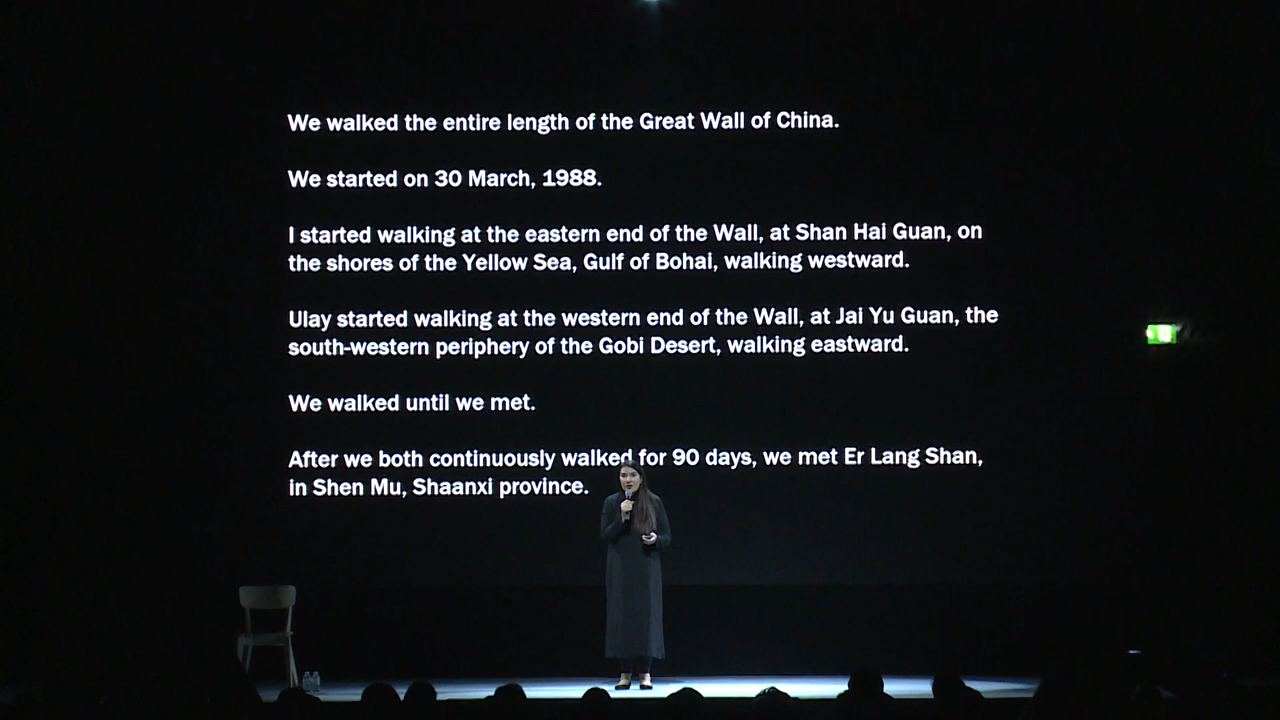 We walked the entire length of the Great Wall of China.
We started on 30 March, 1988.
I started walking at the eastern end of the Wall, at Shan Hai Guan, on
the shores of the Yellow Sea, Gulf of Bohai, walking westward.
Ulay started walking at the western end of the Wall, at Jai Yu Guan, the
south-western periphery of the Gobi Desert, walking eastward.
We walked until we met.
After we both continuously walked for 90 days, we met Er Lang Shan,
in Shen Mu, Shaanxi province.